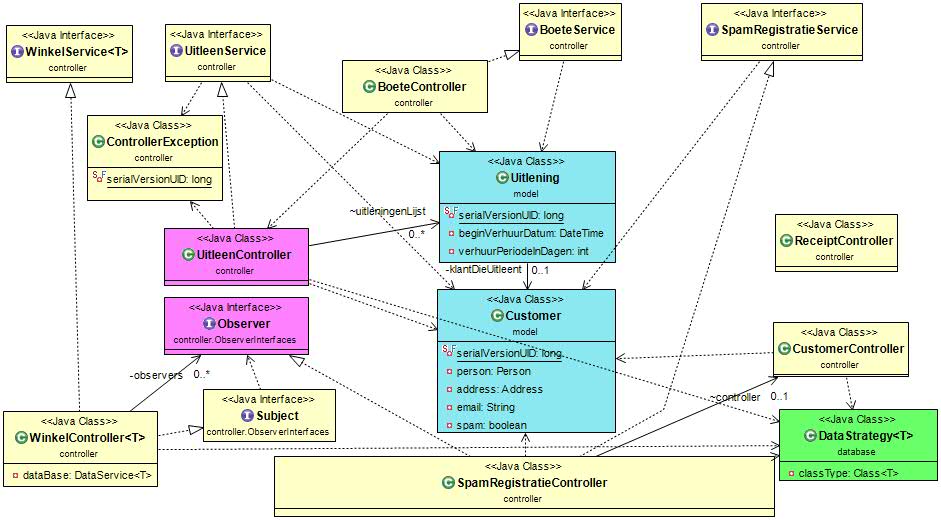 <<Java Interface>>
WinkelService<T>
controller
<<Java Interface>>
UitleenService
controller
<<Java Interface>>
BoeteService
controller
<<Java Interface>>
SpamRegistratieService
controller
<<Java Class>>
BoeteController
controller
<<Java Class>>
ControllerException
controller
serialVersionUID: long
<<Java Class>>
Uitlening
model
serialVersionUID: long
beginVerhuurDatum: DateTime
verhuurPeriodeInDagen: int
~uitleningenLijst
0..*
<<Java Class>>
UitleenController
controller
<<Java Class>>
ReceiptController
controller
-klantDieUitleent 0..1
<<Java Interface>>
Observer
controller.ObserverInterfaces
<<Java Class>>
Customer
model
serialVersionUID: long
person: Person
address: Address
email: String
spam: boolean
<<Java Class>>
CustomerController
controller
-observers 0..*
<<Java Interface>>
Subject
controller.ObserverInterfaces
~controller 0..1
<<Java Class>>
WinkelController<T>
controller
dataBase: DataService<T>
<<Java Class>>
DataStrategy<T>
database
classType: Class<T>
<<Java Class>>
SpamRegistratieController
controller